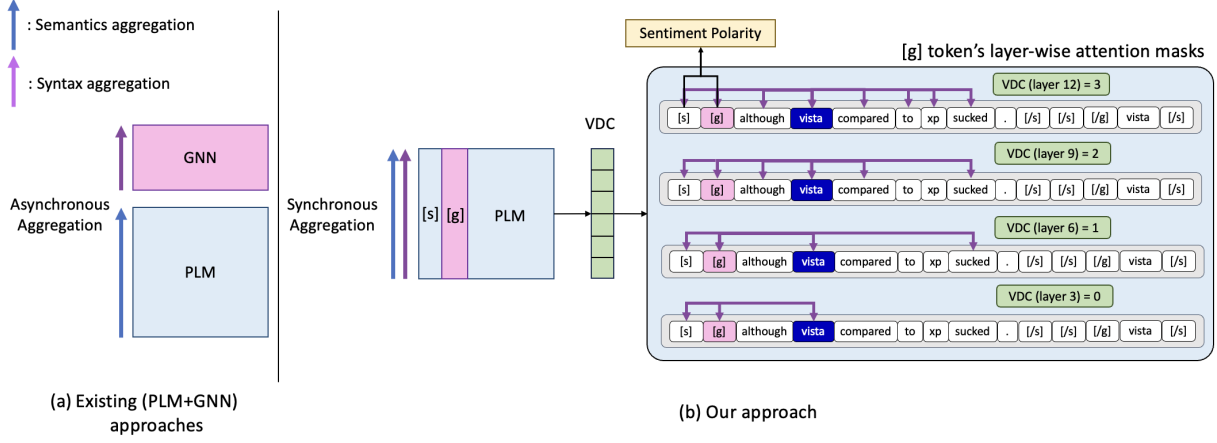 : Semantics aggregation
: Syntax aggregation
GNN
Asynchronous
Aggregation
PLM
(a) Existing (PLM+GNN)
approaches
Synchronous
Aggregation
[s] [g] PLM
VDC
Sentiment Polarity
[g] token's layer-wise attention masks
VDC (layer 12) = 3
[s] [g] although vista compared to xp sucked . [/s] [/s] [/g] vista [/s]
VDC (layer 9) = 2
[s] [g] although vista compared to xp sucked . [/s] [/s] [/g] vista [/s]
VDC (layer 6) = 1
[s] [g] although vista compared to xp sucked . [/s] [/s] [/g] vista [/s]
VDC (layer 3) = 0
[s] [g] although vista compared to xp sucked . [/s] [/s] [/g] vista [/s]
(b) Our approach